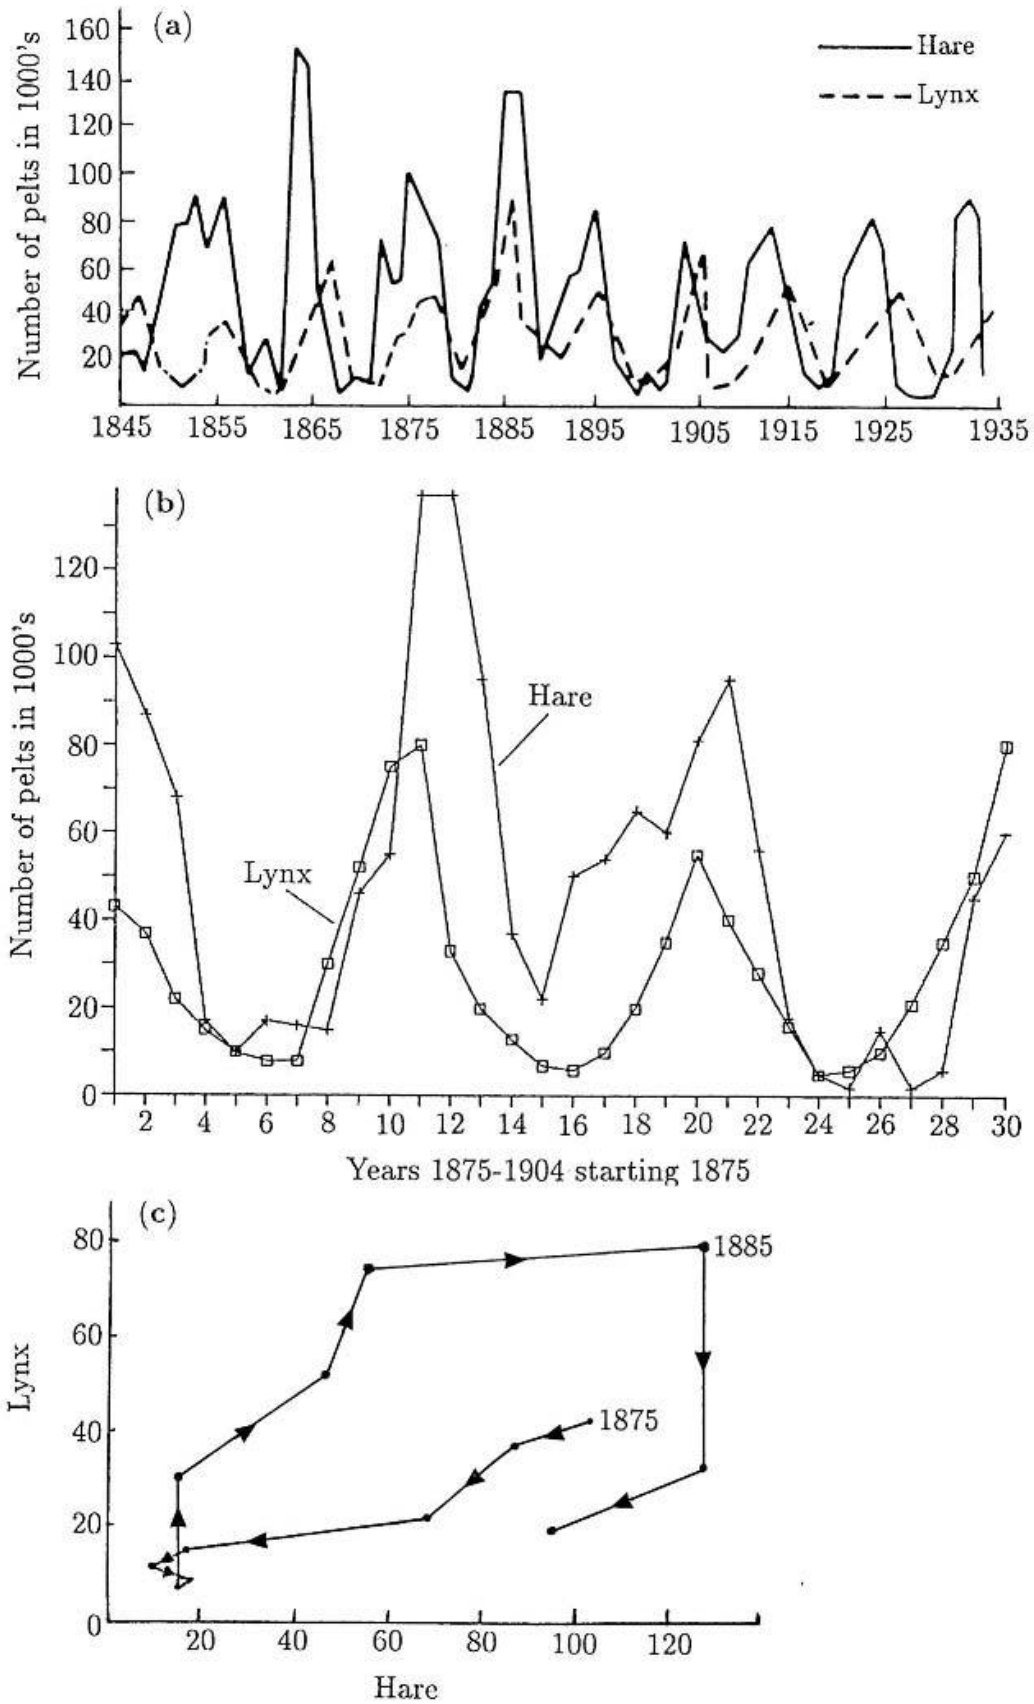 (a)
Number of pelts in 1000's
160
140
120
100
80
60
40
20
Hare
Lynx
1845 1855 1865 1875 1885 1895 1905 1915 1925 1935
(b)
Number of pelts in 1000's
120
100
80
60
40
20
0
Hare
Lynx
2 4 6 8 10 12 14 16 18 20 22 24 26 28 30
Years 1875-1904 starting 1875
(c)
Lynx
80
60
40
20
0
1885
1875
20 40 60 80 100 120
Hare